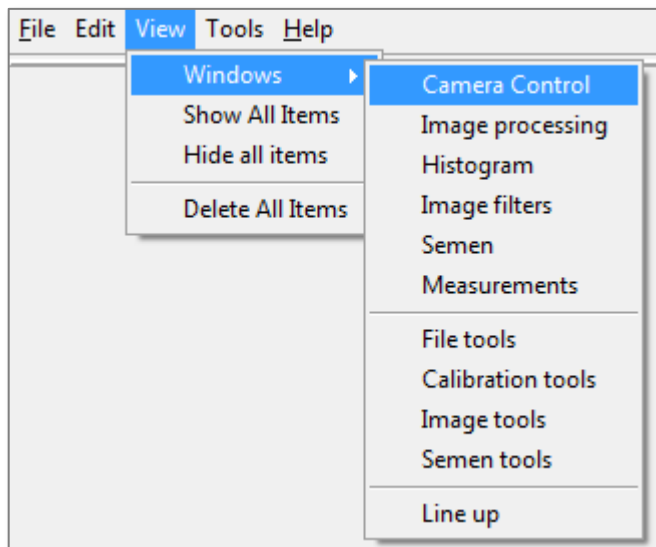 File Edit View Tools Help
Windows
Show All Items
Hide all items
Delete All Items
Camera Control
Image processing
Histogram
Image filters
Semen
Measurements
File tools
Calibration tools
Image tools
Semen tools
Line up